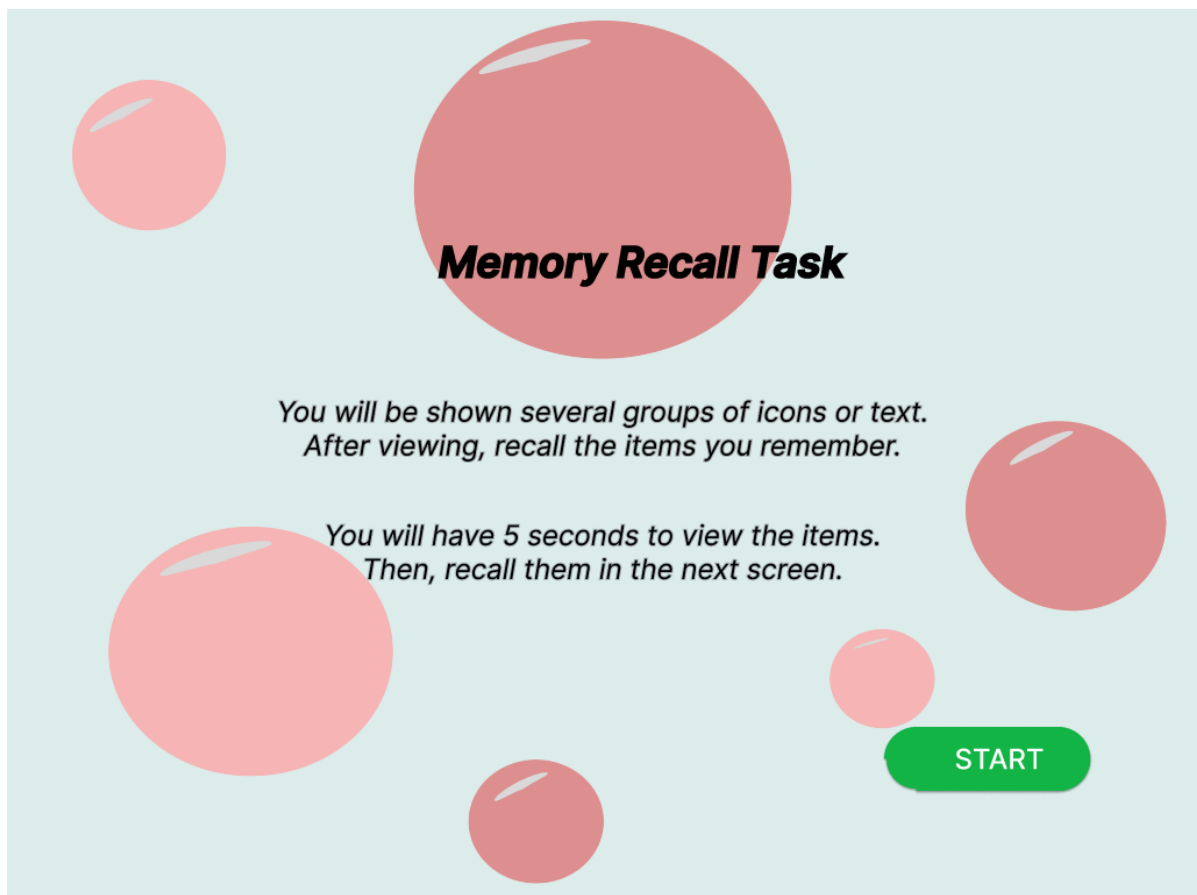 Memory Recall Task
You will be shown several groups of icons or text.
After viewing, recall the items you remember.
You will have 5 seconds to view the items.
Then, recall them in the next screen.
START